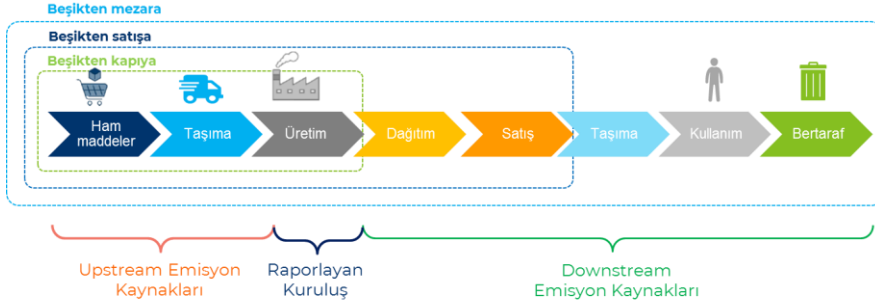 Beşikten mezara
Beşikten satışa
Beşikten kapıya
Ham
maddeler
Taşıma
Üretim
Dağıtım
Satış
Taşıma
Kullanım
Bertaraf
Upstream Emisyon
Kaynakları
Raporlayan
Kuruluş
Downstream
Emisyon Kaynakları